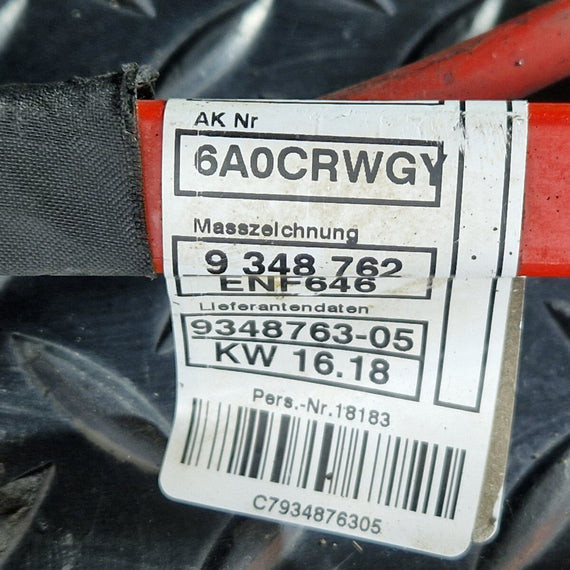 AK Nr
6A0CRWGY
Masszeichnung
9 348 762
ENF646
Lieferantendaten
9348763-05
KW 16.18
Pers.-Nr.18183
C7934876305